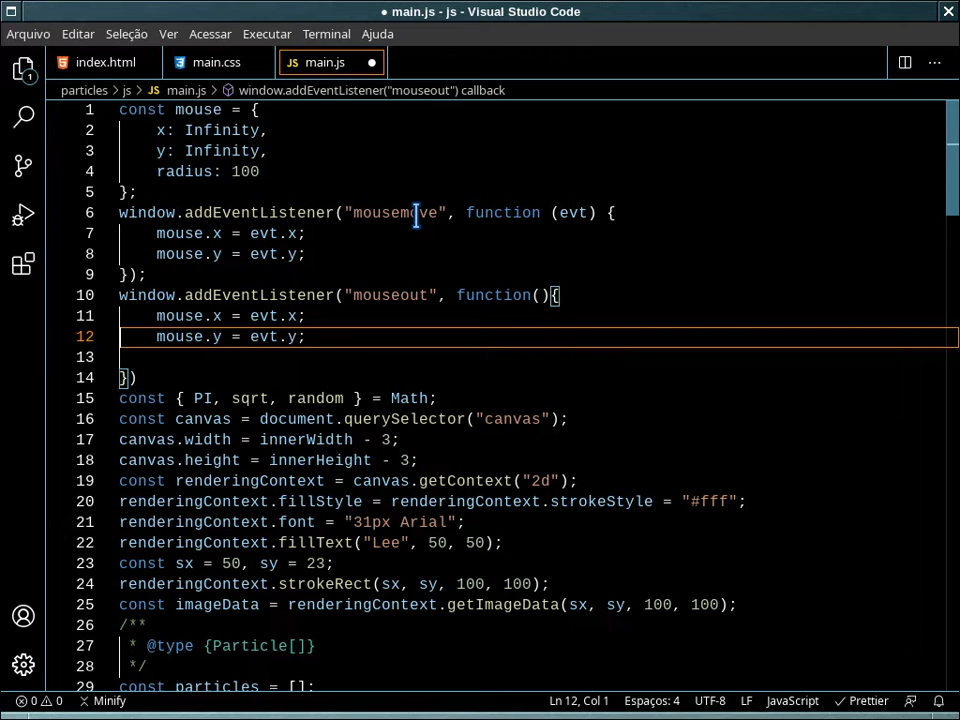 ● main.js - js - Visual Studio Code
Arquivo Editar Seleção Ver Acessar Executar Terminal Ajuda
1 index.html main.css JS main.js ●
particles > js > JS main.js > window.addEventListener("mouseout") callback
1 const mouse = {
2 x: Infinity,
3 y: Infinity,
4 radius: 100
5 };
6 window.addEventListener("mousemove", function (evt) {
7 mouse.x = evt.x;
8 mouse.y = evt.y;
9 });
10 window.addEventListener("mouseout", function(){
11 mouse.x = evt.x;
12 mouse.y = evt.y;
13
14 })
15 const { PI, sqrt, random } = Math;
16 const canvas = document.querySelector("canvas");
17 canvas.width = innerWidth - 3;
18 canvas.height = innerHeight - 3;
19 const renderingContext = canvas.getContext("2d");
20 renderingContext.fillStyle = renderingContext.strokeStyle = "#fff";
21 renderingContext.font = "31px Arial";
22 renderingContext.fillText("Lee", 50, 50);
23 const sx = 50, sy = 23;
24 renderingContext.strokeRect(sx, sy, 100, 100);
25 const imageData = renderingContext.getImageData(sx, sy, 100, 100);
26 /**
27 * @type {Particle[]}
28 */
29 const particles = [];
0 0 Minify Ln 12, Col 1 Espaços: 4 UTF-8 LF JavaScript Prettier